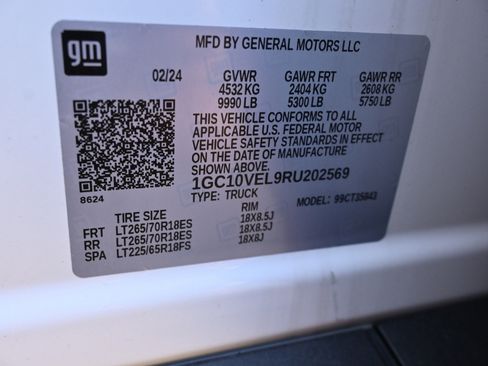 gm
MFD BY GENERAL MOTORS LLC
02/24 GVWR GAWR FRT GAWR RR
4532 KG 2404 KG 2608 KG
9990 LB 5300 LB 5750 LB
THIS VEHICLE CONFORMS TO ALL
APPLICABLE U.S. FEDERAL MOTOR
VEHICLE SAFETY STANDARDS IN EFFECT
ON THE DATE OF MANUFACTURE SHOWN
ABOVE.
8624
1GC10VEL9RU202569
TYPE: TRUCK MODEL: 99CT35843
TIRE SIZE RIM
FRT LT265/70R18ES 18X8.5J
RR LT265/70R18ES 18X8.5J
SPA LT225/65R18FS 18X8J